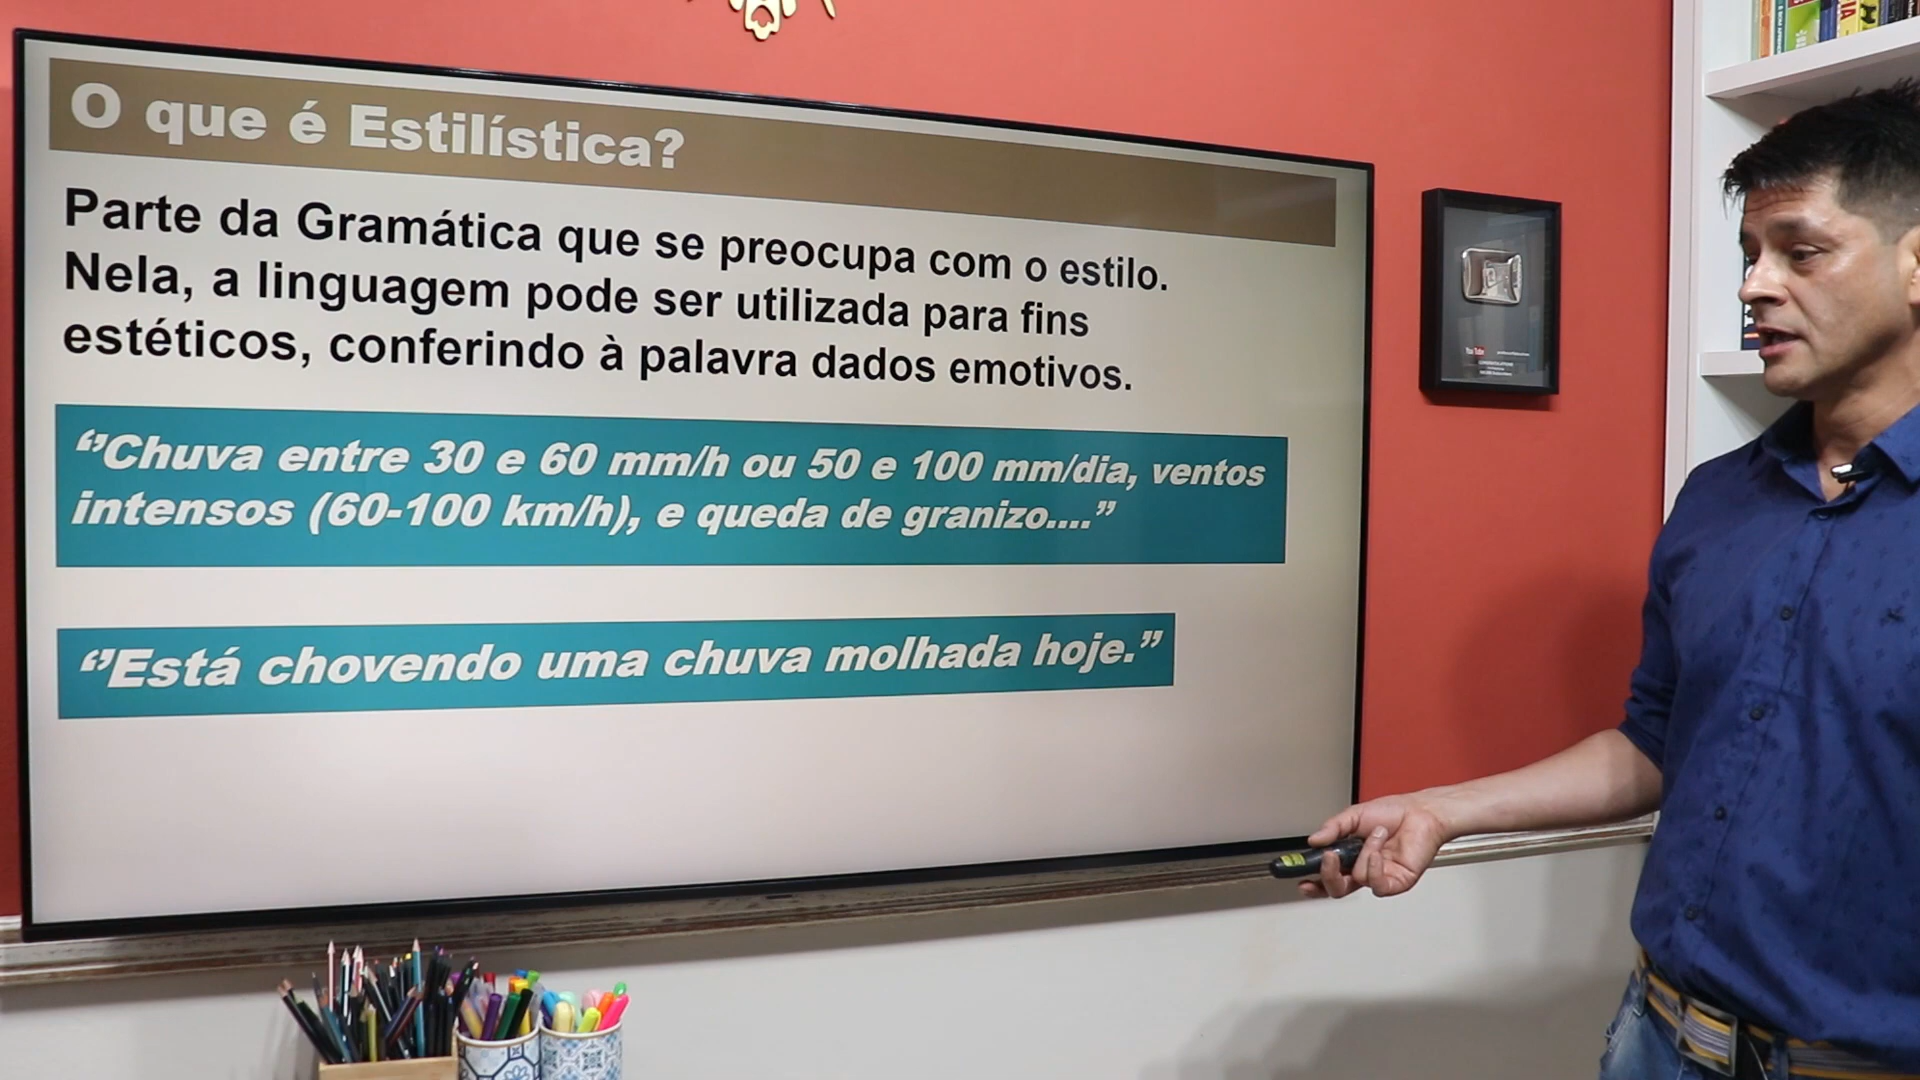 O que é Estilística?
Parte da Gramática que se preocupa com o estilo.
Nela, a linguagem pode ser utilizada para fins
estéticos, conferindo à palavra dados emotivos.
“Chuva entre 30 e 60 mm/h ou 50 e 100 mm/dia, ventos
intensos (60-100 km/h), e queda de granizo....”
“Está chovendo uma chuva molhada hoje.”
YouTube